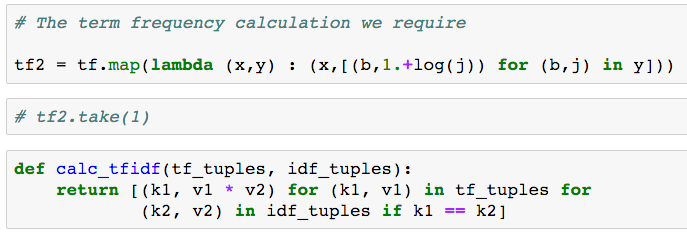 # The term frequency calculation we require
tf2 = tf.map(lambda (x,y) : (x,[(b,1.+log(j)) for (b,j) in y]))
# tf2.take(1)
def calc_tfidf(tf_tuples, idf_tuples):
    return [(k1, v1 * v2) for (k1, v1) in tf_tuples for
            (k2, v2) in idf_tuples if k1 == k2]